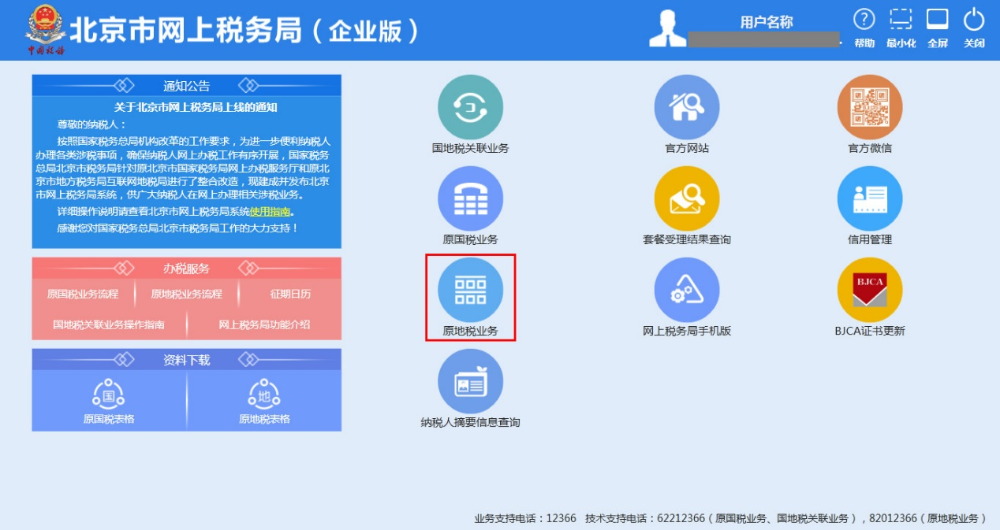 中国税务
北京市网上税务局（企业版）
用户名称
帮助
最小化
全屏
关闭
通知公告
关于北京市网上税务局上线的通知
尊敬的纳税人：
按照国家税务总局机构改革的工作要求，为进一步便利纳税人
办理各类涉税事项，确保纳税人网上办税工作有序开展，国家税务
总局北京市税务局针对原北京市国家税务局网上办税服务厅和原北
京市地方税务局互联网地税局进行了整合改造，现建成并发布北京
市网上税务局系统，供广大纳税人在网上办理相关涉税业务。
详细操作说明请查看北京市网上税务局系统使用指南。
感谢您对国家税务总局北京市税务局工作的大力支持！
办税服务
原国税业务流程
原地税业务流程
征期日历
国地税关联业务操作指南
网上税务局功能介绍
资料下载
国
地
原国税表格
原地税表格
国地税关联业务
官方网站
官方微信
原国税业务
套餐受理结果查询
信用管理
原地税业务
网上税务局手机版
BJCA
BJCA证书更新
纳税人摘要信息查询
业务支持电话：12366 技术支持电话：62212366（原国税业务、国地税关联业务），82012366（原地税业务）